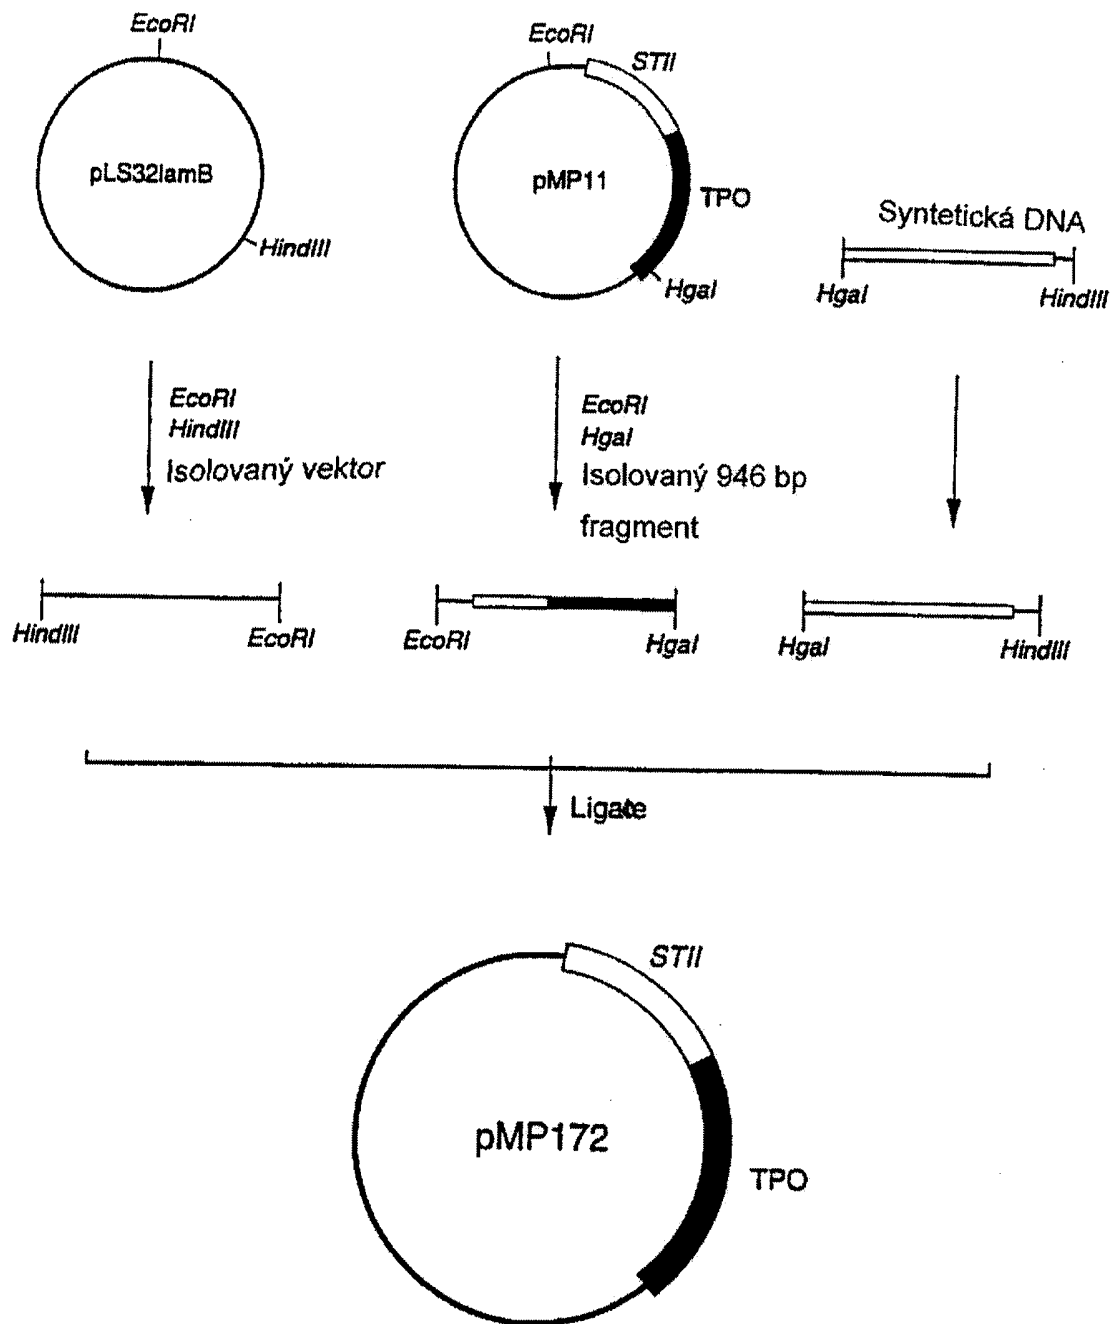 EcoRI
pLS32lamB
HindIII
EcoRI
STII
pMP11
TPO
HgaI
Syntetická DNA
HgaI
HindIII
EcoRI
HindIII
Isolovaný vektor
EcoRI
HgaI
Isolovaný 946 bp
fragment
HindIII
EcoRI
EcoRI
HgaI
HgaI
HindIII
STII
pMP172
TPO